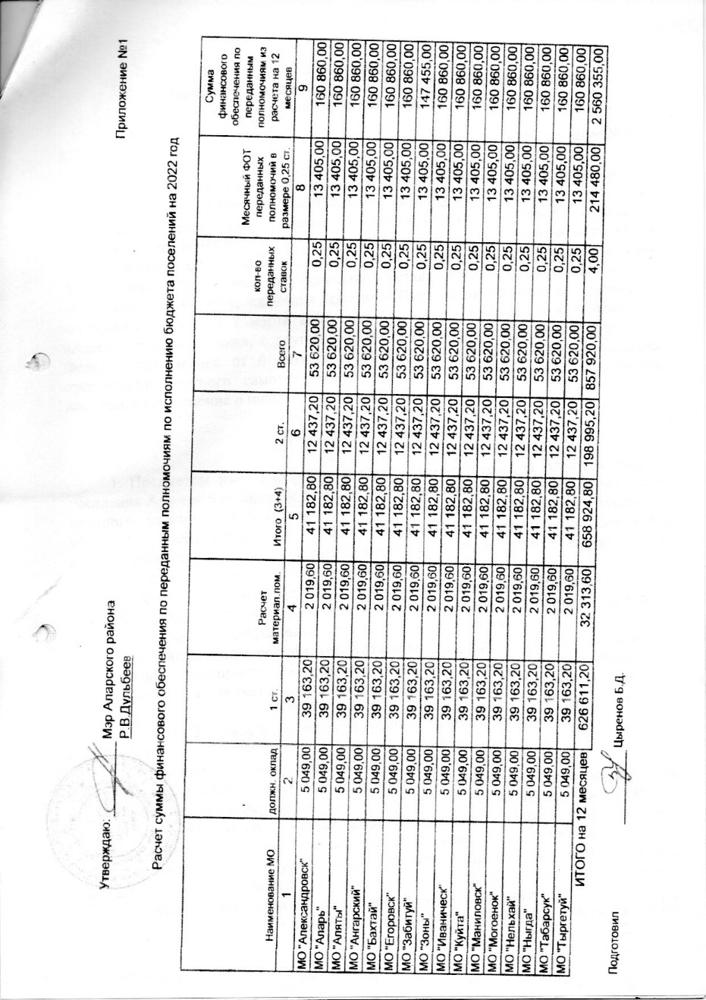 Приложение №1
Утверждаю: Мэр Аларского района
Р.В.Дульбеев
Расчет суммы финансового обеспечения по переданным полномочиям по исполнению бюджета поселений на 2022 год
Наименование МО должн. оклад 1 ст. Расчет материал.пом. Итого (3+4) 2 ст. Всего кол-во переданных ставок Месячный ФОТ переданных полномочий в размере 0,25 ст. Сумма финансового обеспечения по переданным полномочиям из расчета на 12 месяцев
1 2 3 4 5 6 7 8 9
МО "Александровск" 5 049,00 39 163,20 2 019,60 41 182,80 12 437,20 53 620,00 0,25 13 405,00 160 860,00
МО "Аларь" 5 049,00 39 163,20 2 019,60 41 182,80 12 437,20 53 620,00 0,25 13 405,00 160 860,00
МО "Аляты" 5 049,00 39 163,20 2 019,60 41 182,80 12 437,20 53 620,00 0,25 13 405,00 160 860,00
МО "Ангарский" 5 049,00 39 163,20 2 019,60 41 182,80 12 437,20 53 620,00 0,25 13 405,00 160 860,00
МО "Бахтай" 5 049,00 39 163,20 2 019,60 41 182,80 12 437,20 53 620,00 0,25 13 405,00 160 860,00
МО "Егоровск" 5 049,00 39 163,20 2 019,60 41 182,80 12 437,20 53 620,00 0,25 13 405,00 160 860,00
МО "Забитуй" 5 049,00 39 163,20 2 019,60 41 182,80 12 437,20 53 620,00 0,25 13 405,00 147 455,00
МО "Зоны" 5 049,00 39 163,20 2 019,60 41 182,80 12 437,20 53 620,00 0,25 13 405,00 160 860,00
МО "Иваническ" 5 049,00 39 163,20 2 019,60 41 182,80 12 437,20 53 620,00 0,25 13 405,00 160 860,00
МО "Куйта" 5 049,00 39 163,20 2 019,60 41 182,80 12 437,20 53 620,00 0,25 13 405,00 160 860,00
МО "Маниловск" 5 049,00 39 163,20 2 019,60 41 182,80 12 437,20 53 620,00 0,25 13 405,00 160 860,00
МО "Могоенок" 5 049,00 39 163,20 2 019,60 41 182,80 12 437,20 53 620,00 0,25 13 405,00 160 860,00
МО "Нельхай" 5 049,00 39 163,20 2 019,60 41 182,80 12 437,20 53 620,00 0,25 13 405,00 160 860,00
МО "Ныгда" 5 049,00 39 163,20 2 019,60 41 182,80 12 437,20 53 620,00 0,25 13 405,00 160 860,00
МО "Табарсук" 5 049,00 39 163,20 2 019,60 41 182,80 12 437,20 53 620,00 0,25 13 405,00 160 860,00
МО "Тыргетуй" 5 049,00 39 163,20 2 019,60 41 182,80 12 437,20 53 620,00 0,25 13 405,00 160 860,00
ИТОГО на 12 месяцев 626 611,20 32 313,60 658 924,80 198 995,20 857 920,00 4,00 214 480,00 2 560 355,00
Подготовил Цыренов Б.Д.